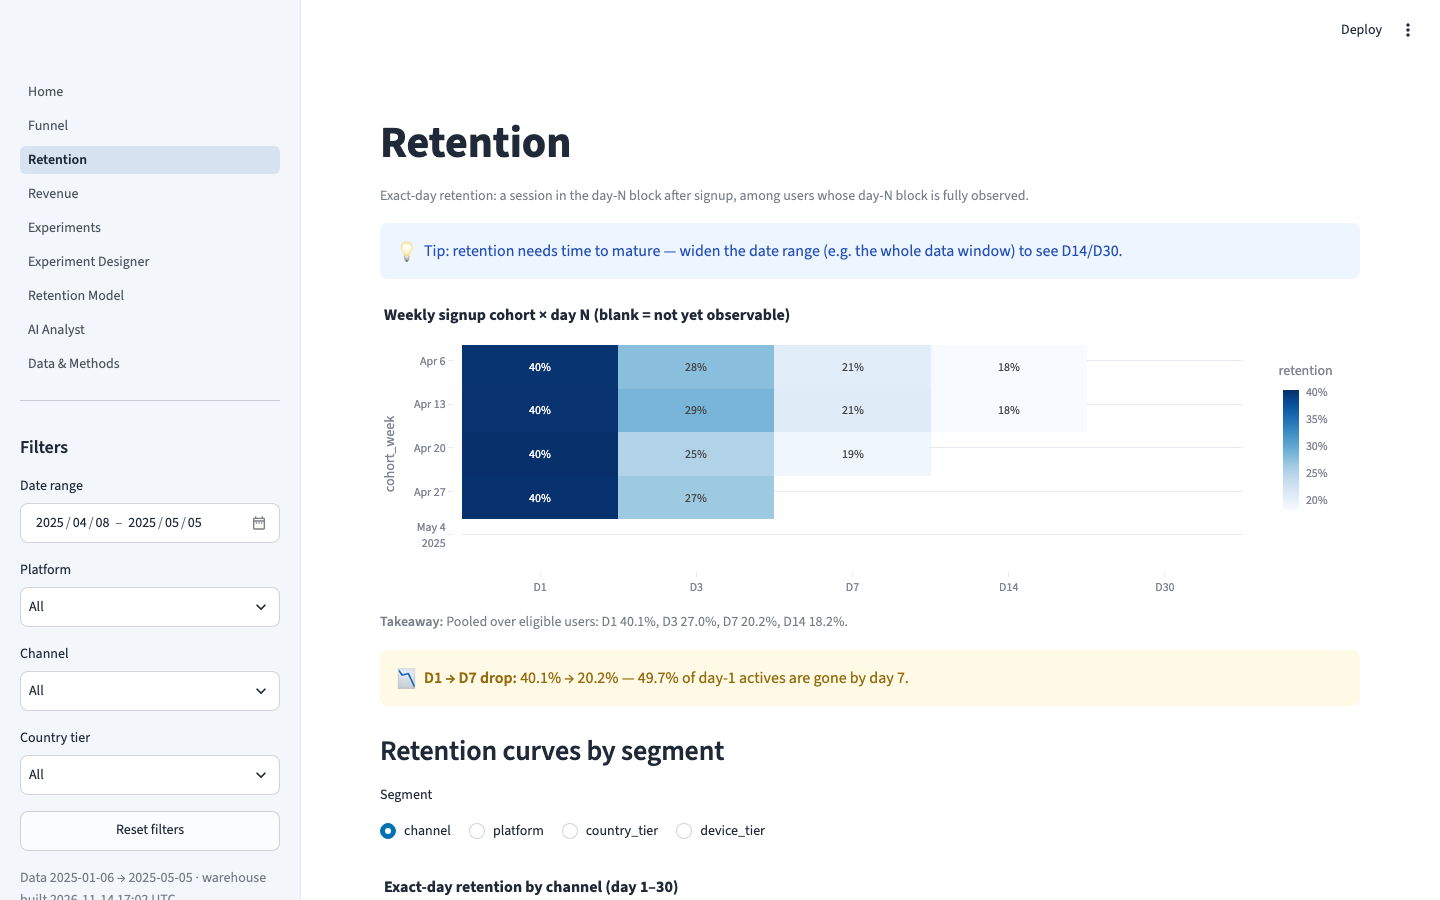 Deploy
Home
Funnel
Retention
Revenue
Experiments
Experiment Designer
Retention Model
AI Analyst
Data & Methods
Filters
Date range
2025/04/08 – 2025/05/05
Platform
All
Channel
All
Country tier
All
Reset filters
Data 2025-01-06 → 2025-05-05 · warehouse
built 2026-11-14 17:02 UTC
Retention
Exact-day retention: a session in the day-N block after signup, among users whose day-N block is fully observed.
Tip: retention needs time to mature — widen the date range (e.g. the whole data window) to see D14/D30.
Weekly signup cohort × day N (blank = not yet observable)
cohort_week
Apr 6 40% 28% 21% 18%
Apr 13 40% 29% 21% 18%
Apr 20 40% 25% 19%
Apr 27 40% 27%
May 4
2025
D1 D3 D7 D14 D30
retention
40%
35%
30%
25%
20%
Takeaway: Pooled over eligible users: D1 40.1%, D3 27.0%, D7 20.2%, D14 18.2%.
D1 → D7 drop: 40.1% → 20.2% — 49.7% of day-1 actives are gone by day 7.
Retention curves by segment
Segment
channel platform country_tier device_tier
Exact-day retention by channel (day 1–30)